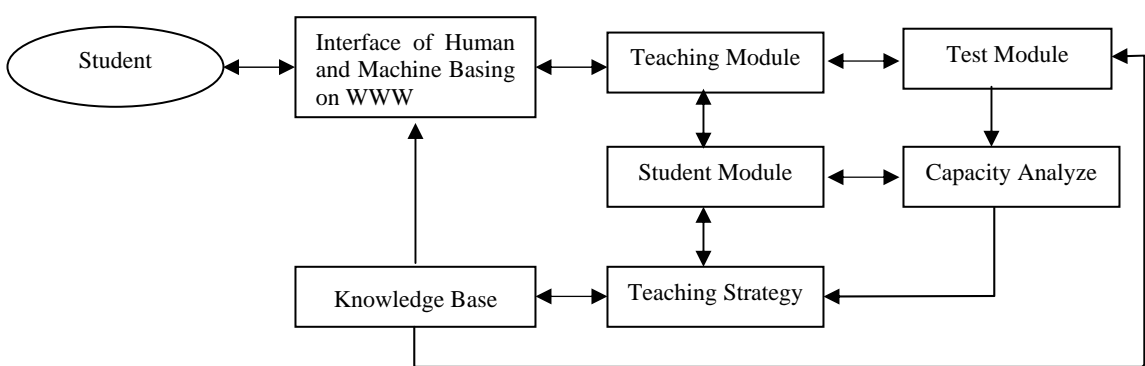 Student
Interface of Human
and Machine Basing
on WWW
Teaching Module
Test Module
Student Module
Capacity Analyze
Knowledge Base
Teaching Strategy